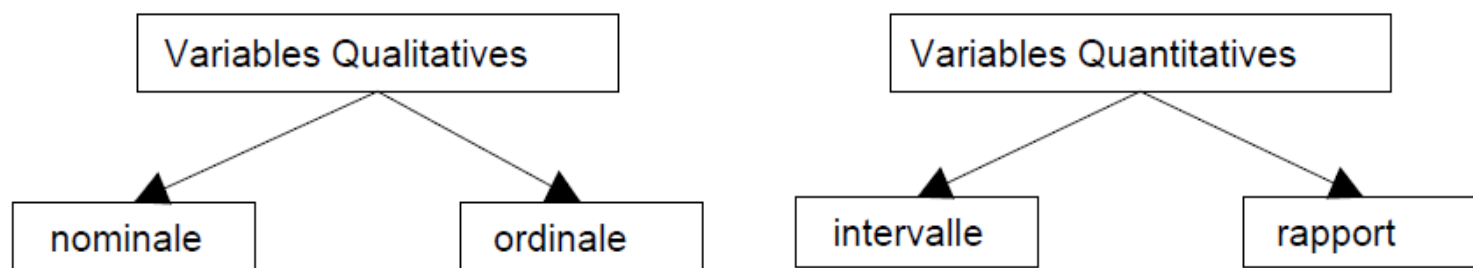 Variables Qualitatives
Variables Quantitatives
nominale
ordinale
intervalle
rapport